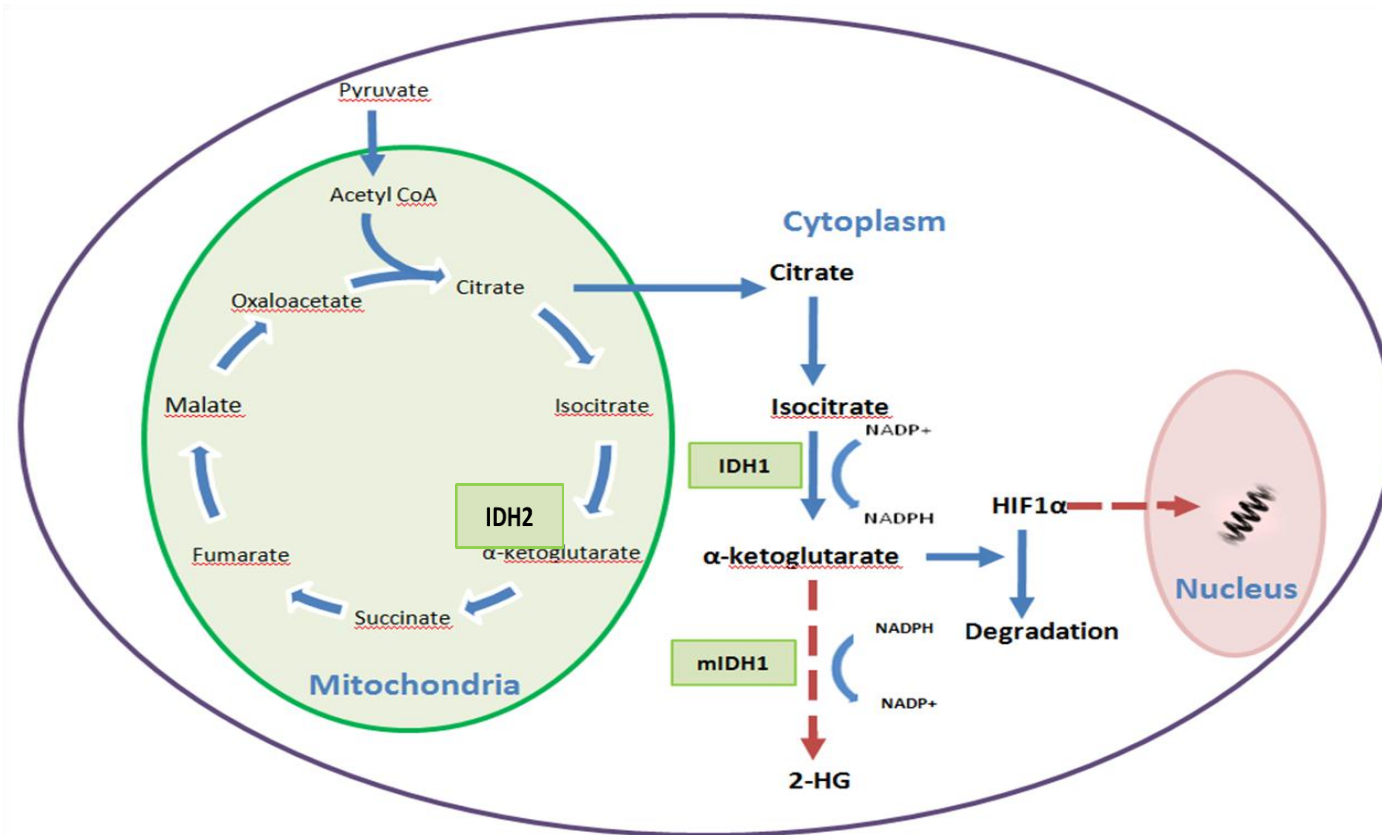 Pyruvate
Acetyl CoA
Cytoplasm
Citrate
Oxaloacetate
Citrate
Malate
Isocitrate
Isocitrate
NADP+
IDH1
IDH2
NADPH
HIF1α
Fumarate
α-ketoglutarate
α-ketoglutarate
Nucleus
Succinate
NADPH
Degradation
mIDH1
Mitochondria
NADP+
2-HG